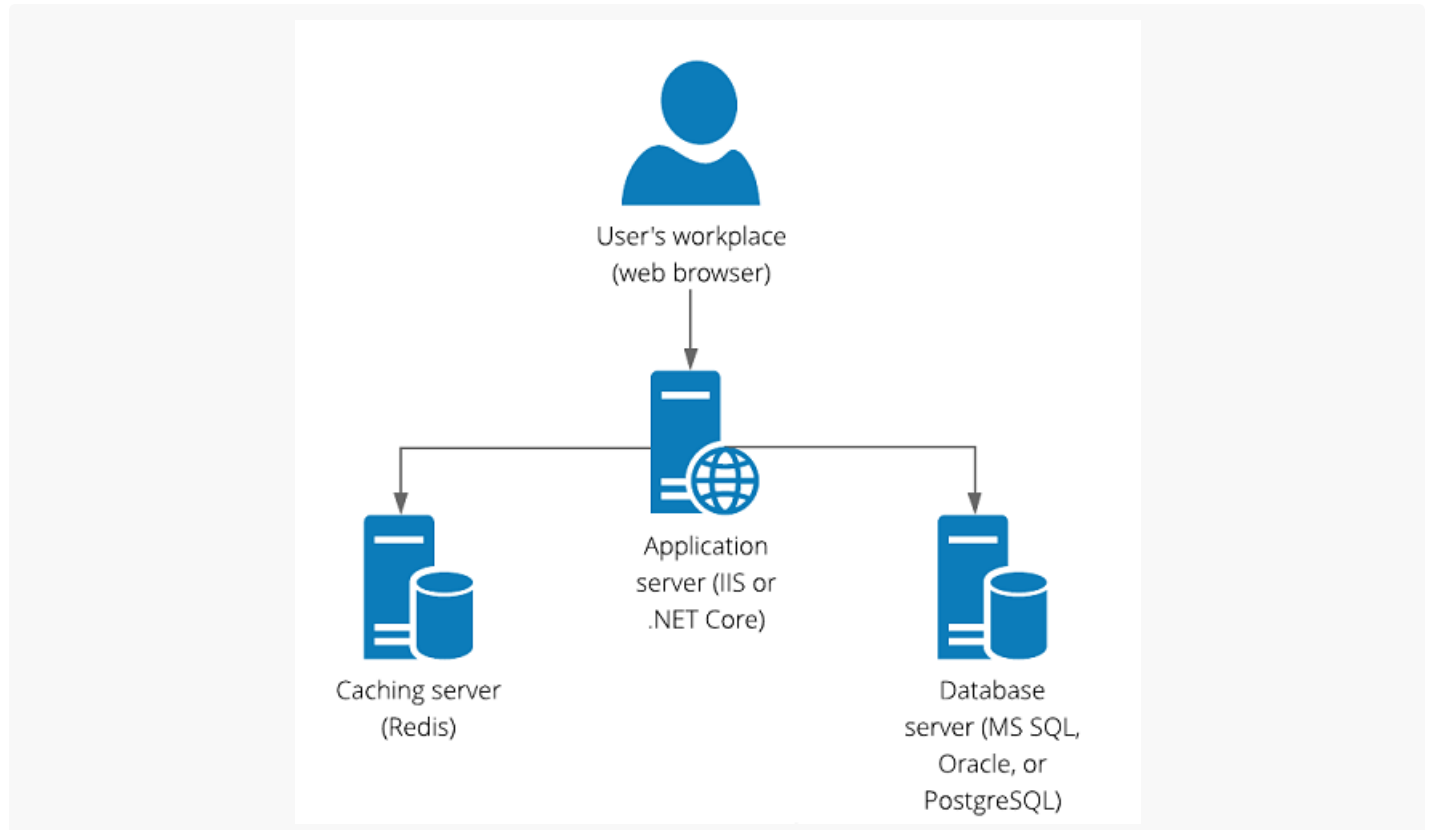 User's workplace
(web browser)
Application
server (IIS or
.NET Core)
Caching server
(Redis)
Database
server (MS SQL,
Oracle, or
PostgreSQL)